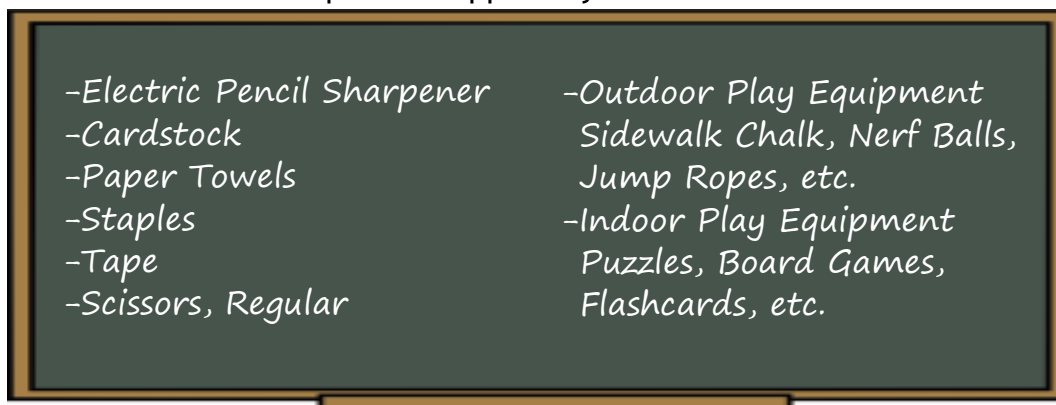 -Electric Pencil Sharpener
-Cardstock
-Paper Towels
-Staples
-Tape
-Scissors, Regular
-Outdoor Play Equipment
Sidewalk Chalk, Nerf Balls,
Jump Ropes, etc.
-Indoor Play Equipment
Puzzles, Board Games,
Flashcards, etc.